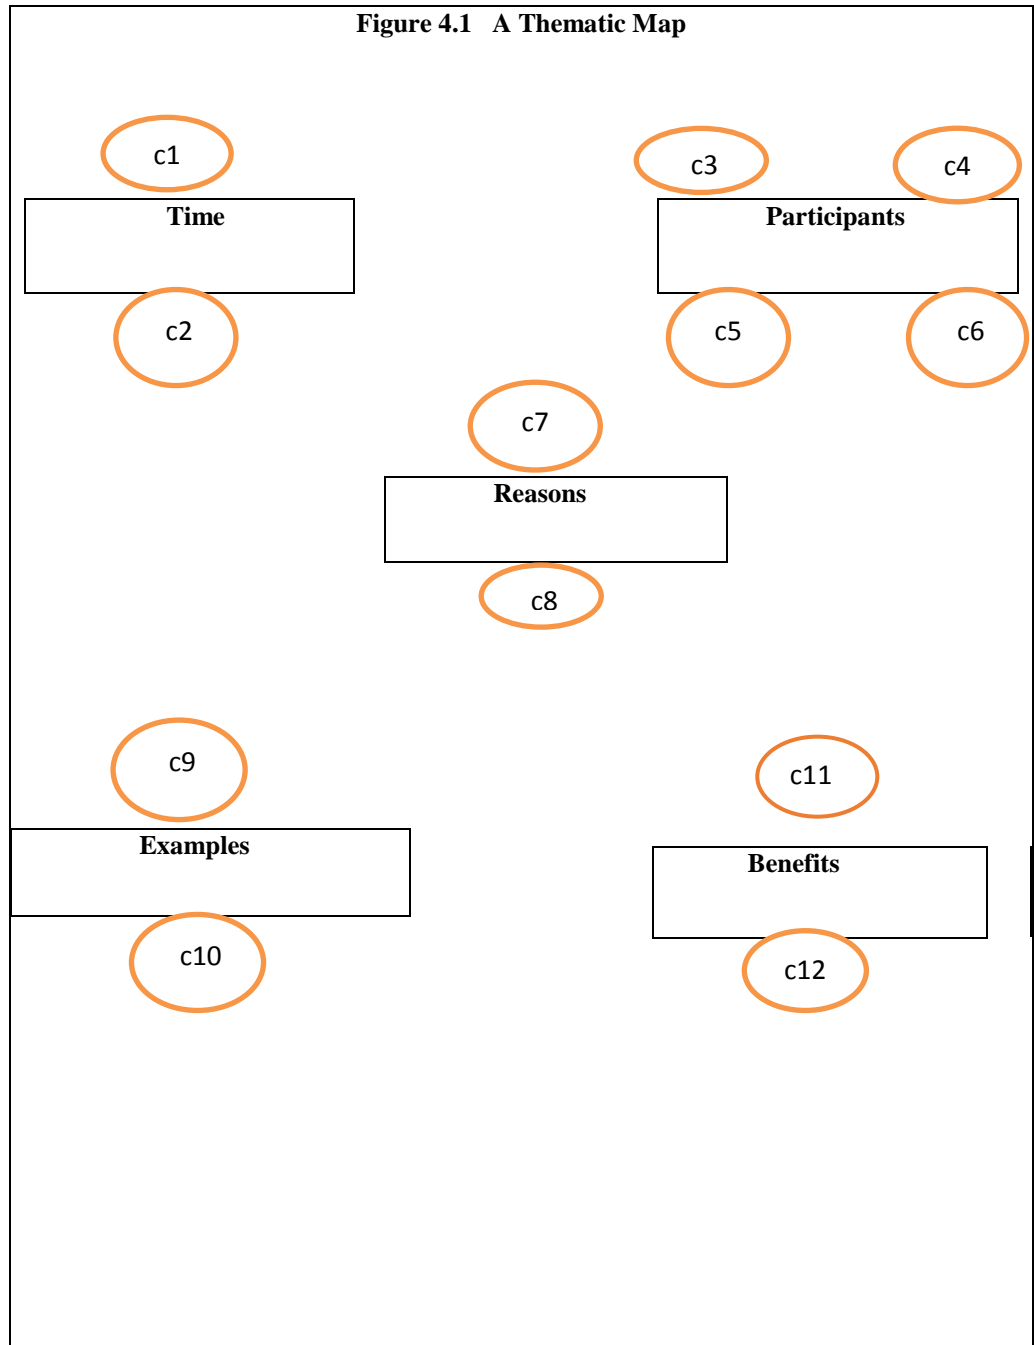 Figure 4.1 A Thematic Map
c1
c3
c4
Time
Participants
c2
c5
c6
c7
Reasons
c8
c9
c11
Examples
Benefits
c10
c12